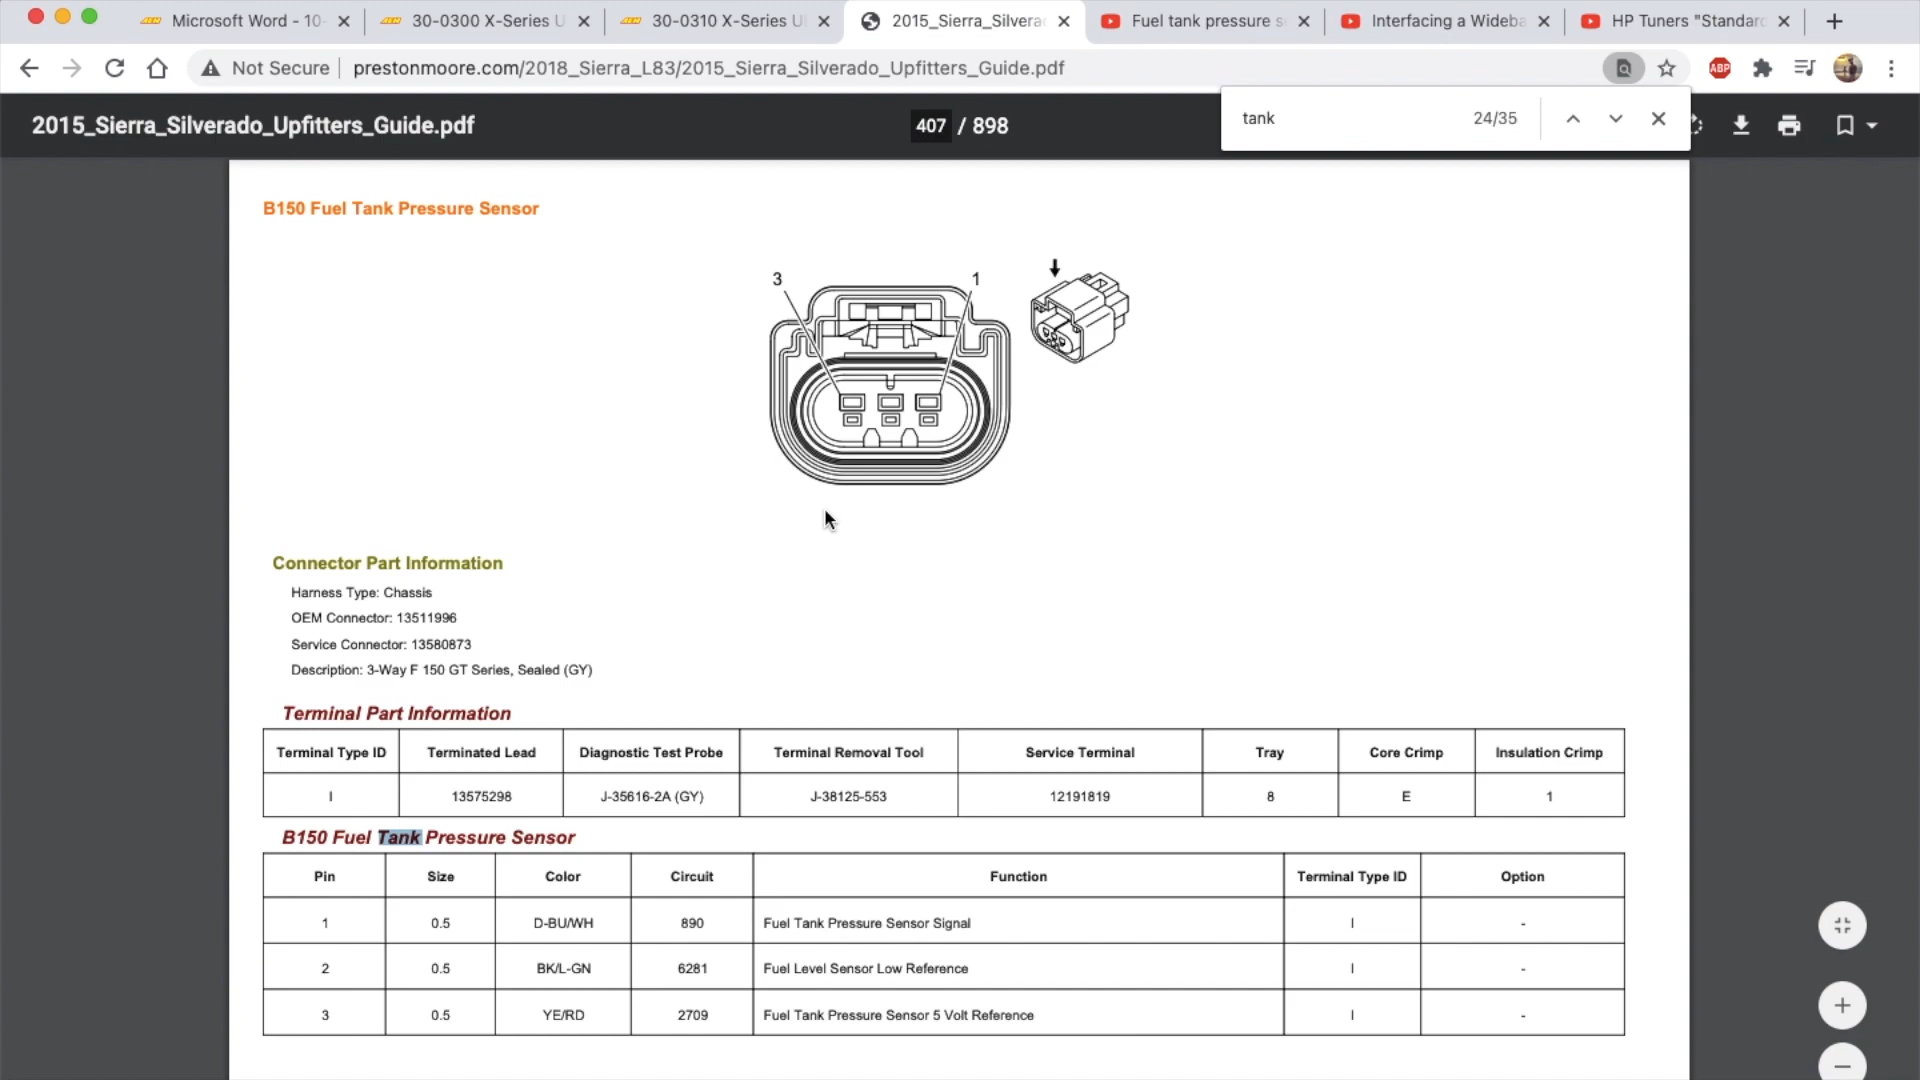 Microsoft Word - 10
30-0300 X-Series U
30-0310 X-Series U
2015_Sierra_Silvera
Fuel tank pressure s
Interfacing a Wideba
HP Tuners "Standar
Not Secure
prestonmoore.com/2018_Sierra_L83/2015_Sierra_Silverado_Upfitters_Guide.pdf
ABP
2015_Sierra_Silverado_Upfitters_Guide.pdf
407 / 898
tank
24/35
B150 Fuel Tank Pressure Sensor
3
1
Connector Part Information
Harness Type: Chassis
OEM Connector: 13511996
Service Connector: 13580873
Description: 3-Way F 150 GT Series, Sealed (GY)
Terminal Part Information
Terminal Type ID Terminated Lead Diagnostic Test Probe Terminal Removal Tool Service Terminal Tray Core Crimp Insulation Crimp
I 13575298 J-35616-2A (GY) J-38125-553 12191819 8 E 1
B150 Fuel Tank Pressure Sensor
Pin Size Color Circuit Function Terminal Type ID Option
1 0.5 D-BU/WH 890 Fuel Tank Pressure Sensor Signal I -
2 0.5 BK/L-GN 6281 Fuel Level Sensor Low Reference I -
3 0.5 YE/RD 2709 Fuel Tank Pressure Sensor 5 Volt Reference I -